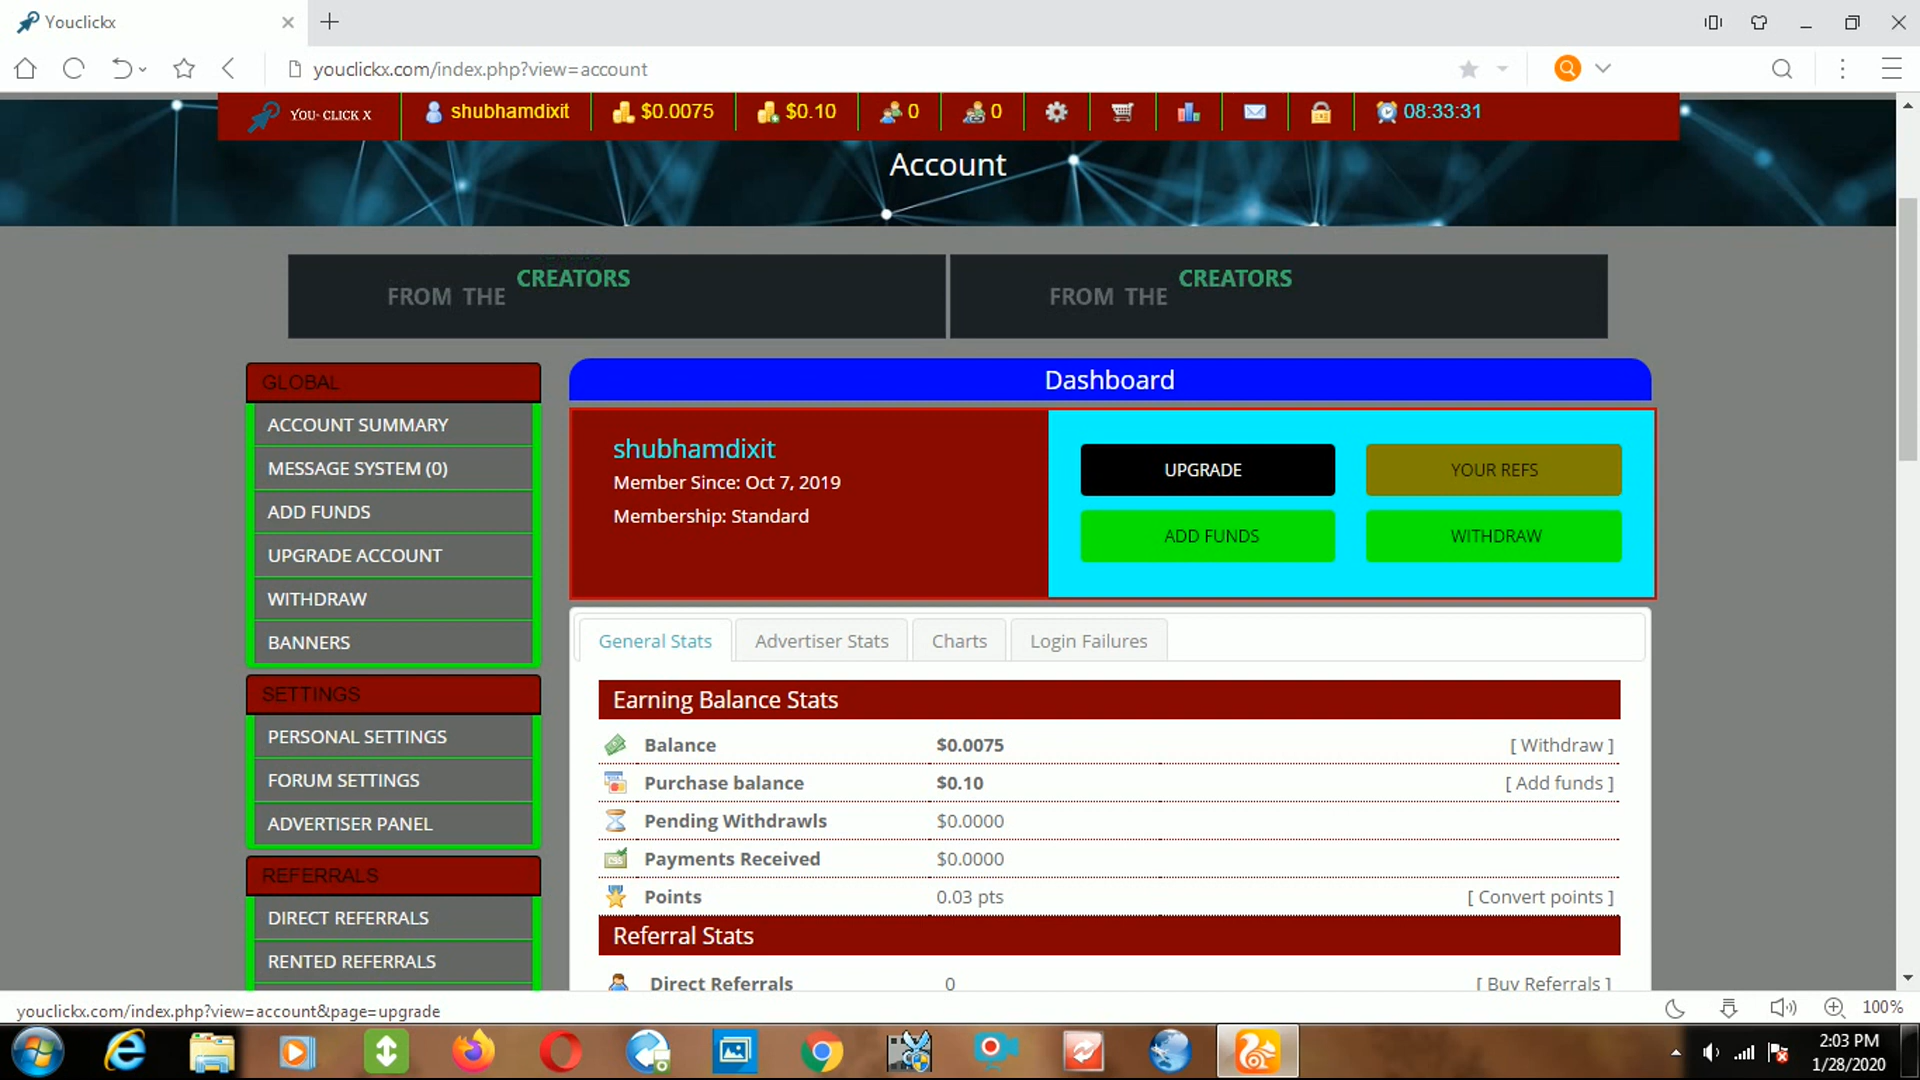 Youclickx
youclickx.com/index.php?view=account
YOU- CLICK X
shubhamdixit
$0.0075
$0.10
0
0
08:33:31
Account
FROM THE CREATORS
FROM THE CREATORS
GLOBAL
ACCOUNT SUMMARY
MESSAGE SYSTEM (0)
ADD FUNDS
UPGRADE ACCOUNT
WITHDRAW
BANNERS
SETTINGS
PERSONAL SETTINGS
FORUM SETTINGS
ADVERTISER PANEL
REFERRALS
DIRECT REFERRALS
RENTED REFERRALS
Dashboard
shubhamdixit
Member Since: Oct 7, 2019
Membership: Standard
UPGRADE
YOUR REFS
ADD FUNDS
WITHDRAW
General Stats
Advertiser Stats
Charts
Login Failures
Earning Balance Stats
Balance $0.0075 [ Withdraw ]
Purchase balance $0.10 [ Add funds ]
Pending Withdrawls $0.0000
Payments Received $0.0000
Points 0.03 pts [ Convert points ]
Referral Stats
Direct Referrals 0 [ Buy Referrals ]
youclickx.com/index.php?view=account&page=upgrade
100%
2:03 PM
1/28/2020